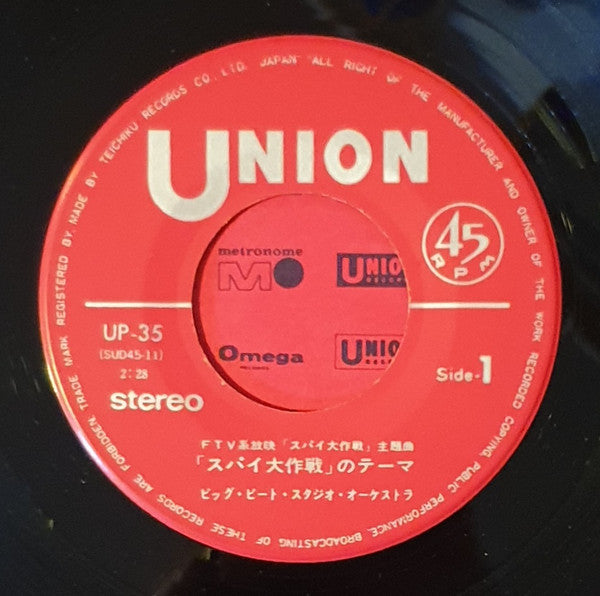 MADE BY TEICHIKU RECORDS CO., LTD. JAPAN "ALL RIGHT OF THE MANUFACTURER AND OWNER OF THE WORK RECORDED COPYING, PUBLIC PERFORMANCE, BROADCASTING OF THESE RECORDS ARE FORBIDDEN. TRADE MARK REGISTERED BY.
UNION
45
RPM
metronome
M
UNIO
Omega
UNIO
UP-35
(SUD45-11)
2:28
stereo
Side-1
FTV系放映「スパイ大作戦」主題曲
「スパイ大作戦」のテーマ
ビッグ・ビート・スタジオ・オーケストラ